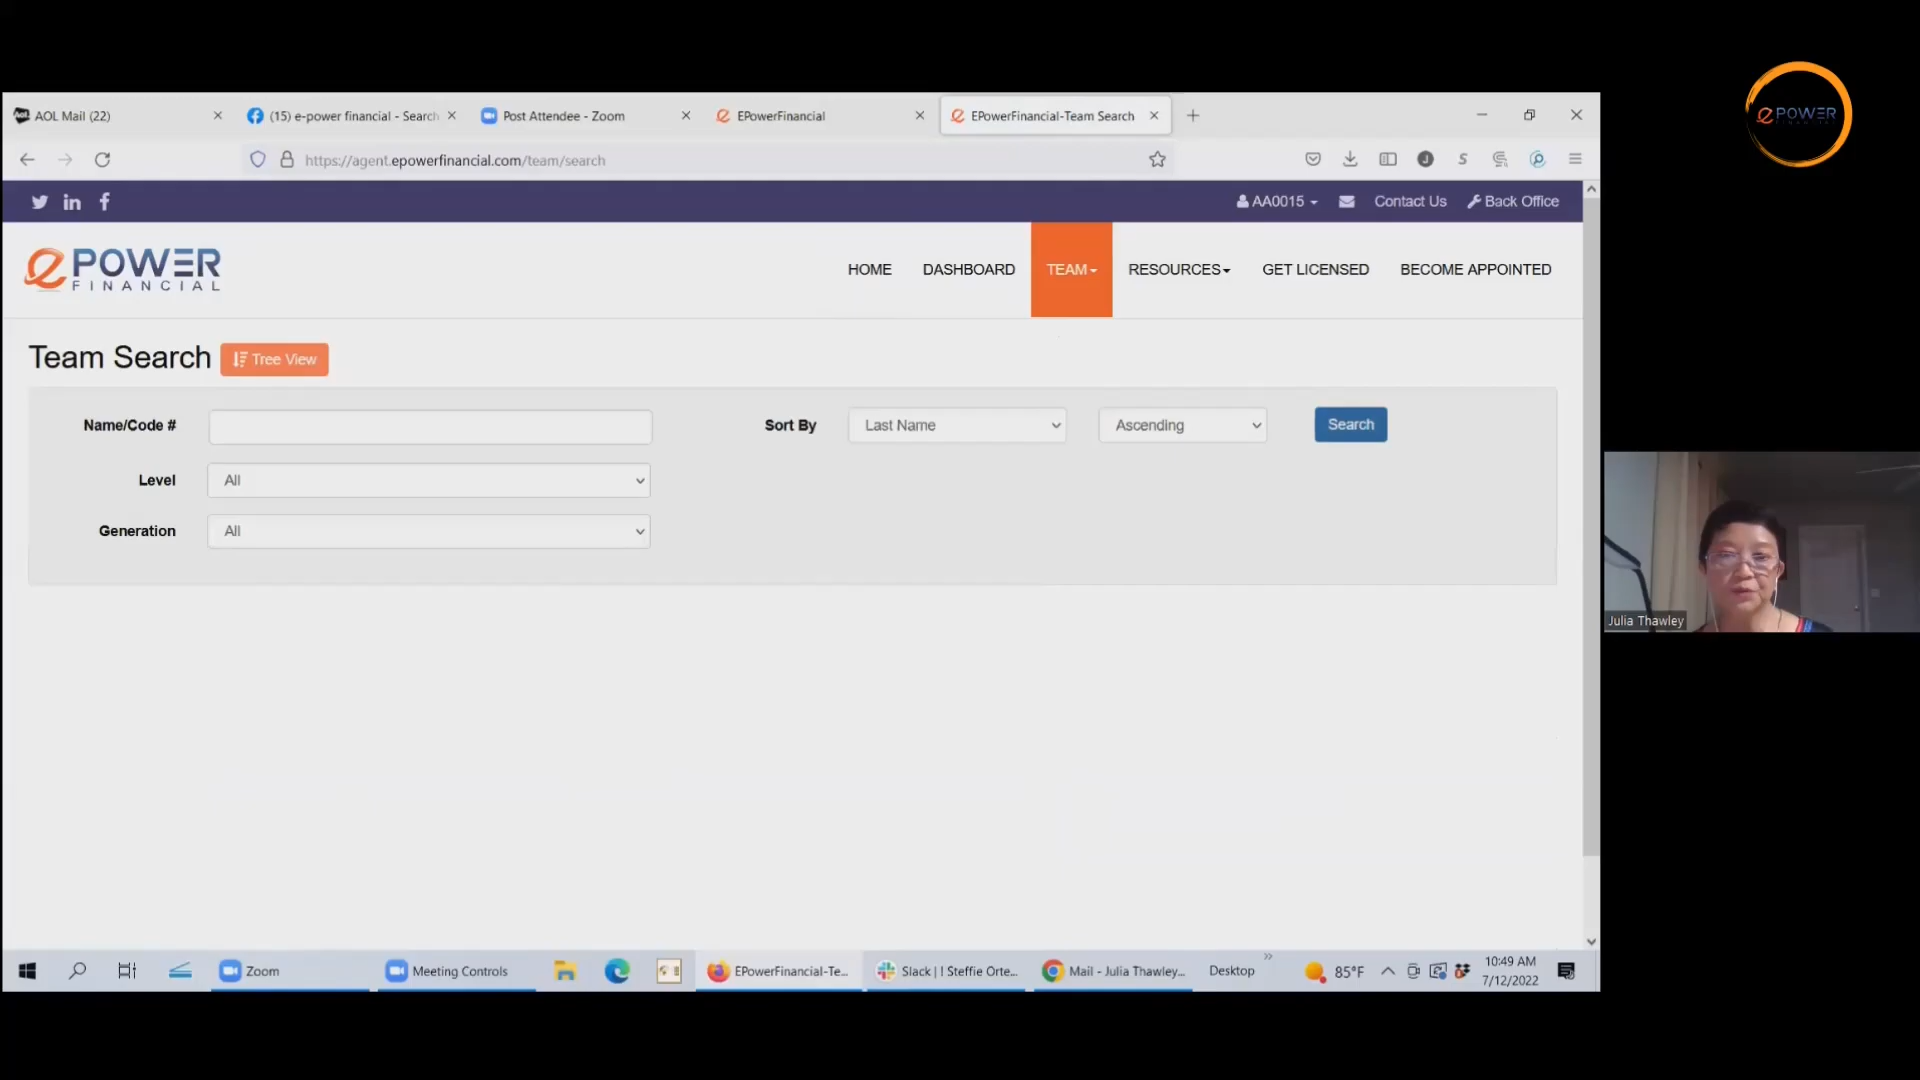 AOL Mail (22)
(15) e-power financial - Search
Post Attendee - Zoom
EPowerFinancial
EPowerFinancial-Team Search
https://agent.epowerfinancial.com/team/search
AA0015
Contact Us
Back Office
ePOWER
FINANCIAL
HOME
DASHBOARD
TEAM
RESOURCES
GET LICENSED
BECOME APPOINTED
Team Search
Tree View
Name/Code #
Sort By
Last Name
Ascending
Search
Level
All
Generation
All
Zoom
Meeting Controls
EPowerFinancial-Te...
Slack | ! Steffie Orte...
Mail - Julia Thawley...
Desktop
85°F
10:49 AM
7/12/2022
ePOWER
Julia Thawley